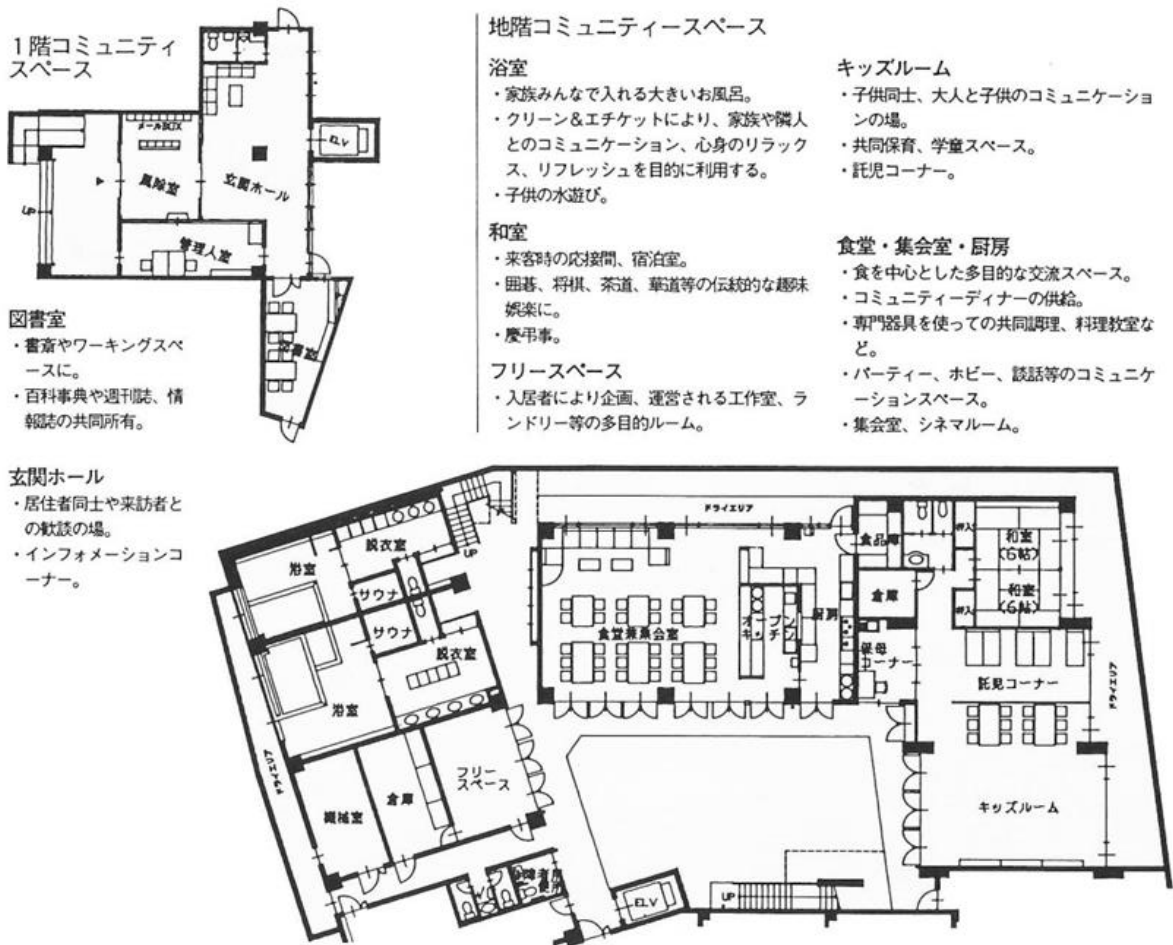 1階コミュニティ
スペース
メールBOX
風除室
玄関ホール
ELV
UP
管理人室
図書室
図書室
・書斎やワーキングスペ
ースに。
・百科事典や週刊誌、情
報誌の共同所有。
玄関ホール
・居住者同士や来訪者と
の歓談の場。
・インフォメーションコ
ーナー。
地階コミュニティースペース
浴室
・家族みんなで入れる大きいお風呂。
・クリーン&エチケットにより、家族や隣人
とのコミュニケーション、心身のリラック
ス、リフレッシュを目的に利用する。
・子供の水遊び。
和室
・来客時の応接間、宿泊室。
・囲碁、将棋、茶道、華道等の伝統的な趣味
娯楽に。
・慶弔事。
フリースペース
・入居者により企画、運営される工作室、ラ
ンドリー等の多目的ルーム。
キッズルーム
・子供同士、大人と子供のコミュニケーショ
ンの場。
・共同保育、学童スペース。
・託児コーナー。
食堂・集会室・厨房
・食を中心とした多目的な交流スペース。
・コミュニティーディナーの供給。
・専門器具を使っての共同調理、料理教室な
ど。
・パーティー、ホビー、談話等のコミュニケ
ーションスペース。
・集会室、シネマルーム。
ドライエリア
脱衣室
浴室
UP
サウナ
サウナ
脱衣室
浴室
ドライエリア
機械室
倉庫
フリー
スペース
食堂兼集会室
オープン
キッチン
厨房
食品庫
倉庫
保母
コーナー
押入
和室
(6帖)
和室
(6帖)
押入
託児コーナー
ドライエリア
キッズルーム
ELV
UP